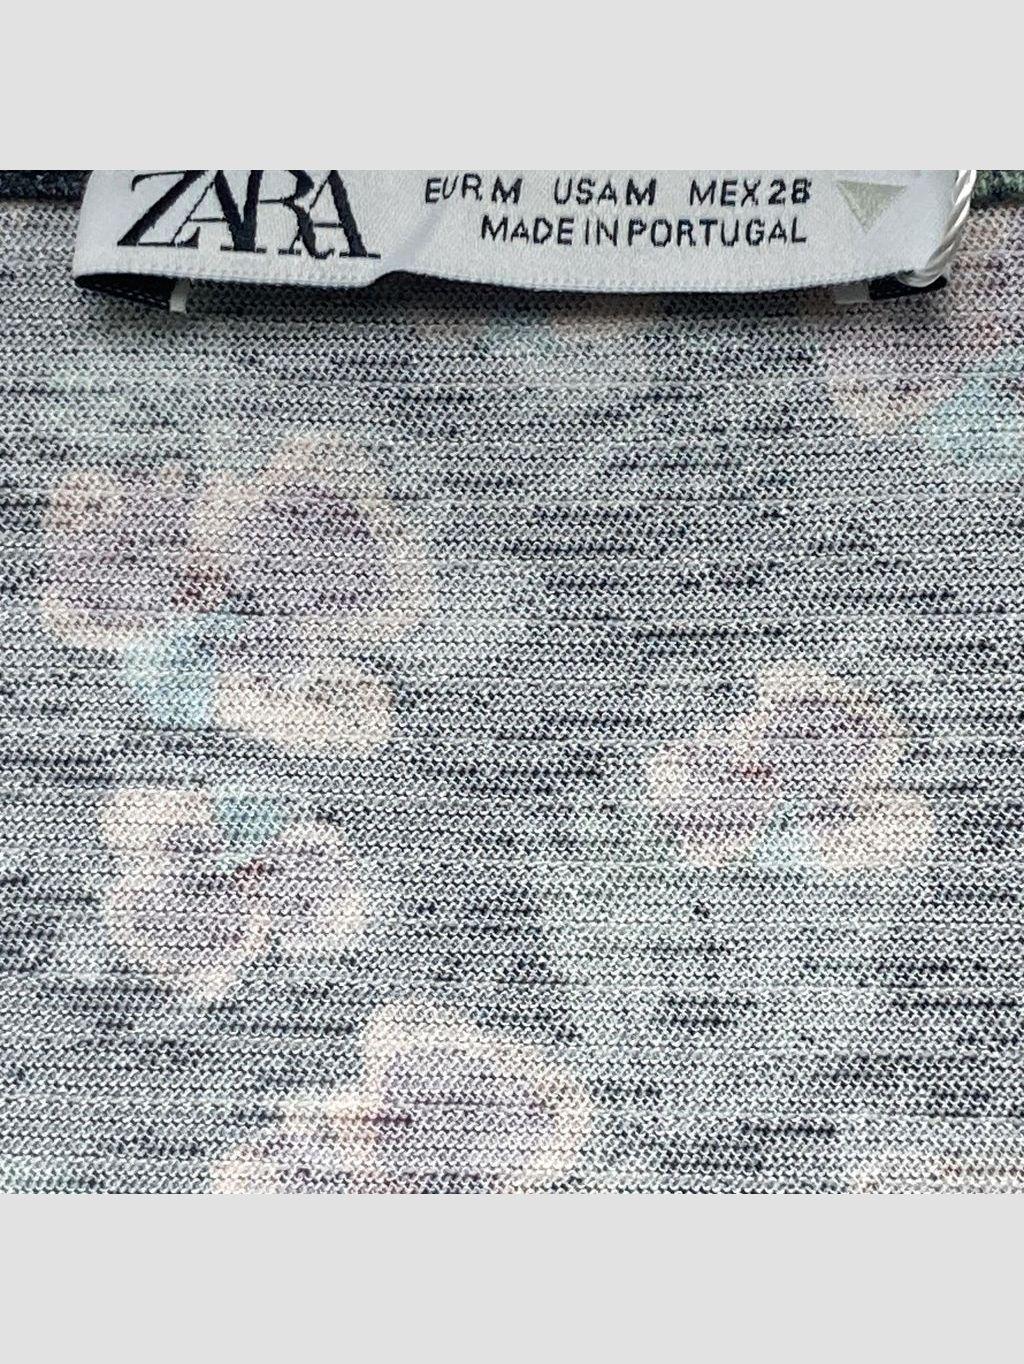 ZARA
EUR M USA M MEX 28
MADE IN PORTUGAL